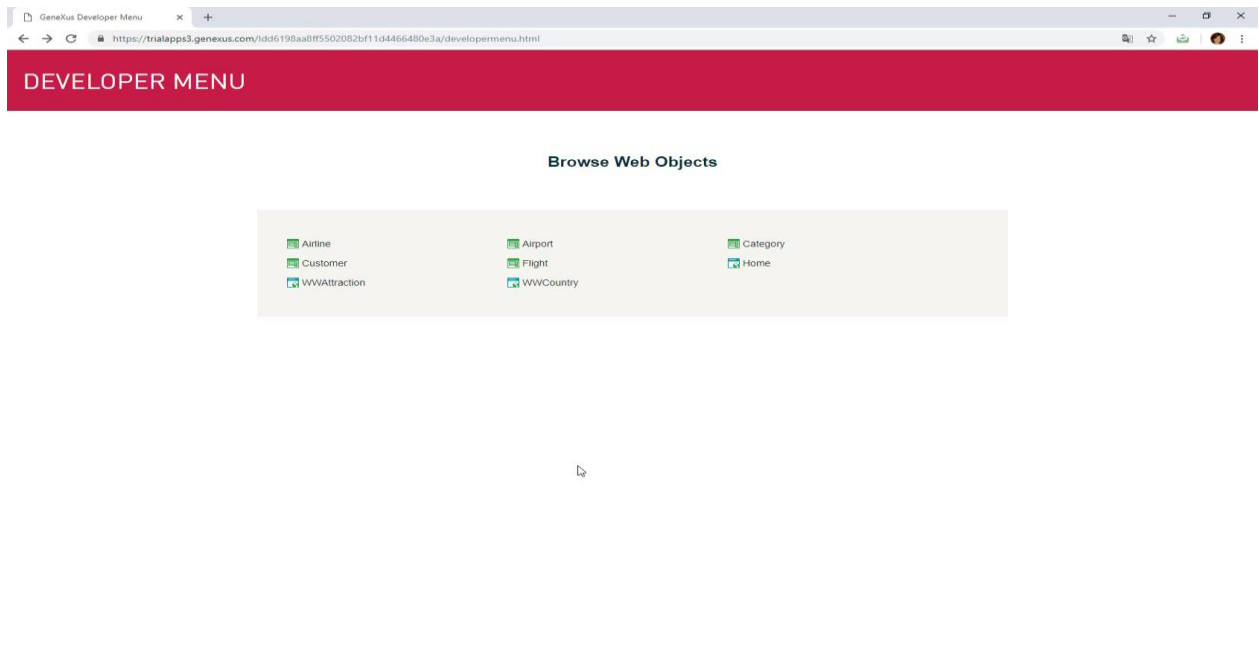 GeneXus Developer Menu
https://trialapps3.genexus.com/Idd6198aa8ff5502082bf11d4466480e3a/developermenu.html
DEVELOPER MENU
Browse Web Objects
Airline Airport Category
Customer Flight Home
WWAttraction WWCountry